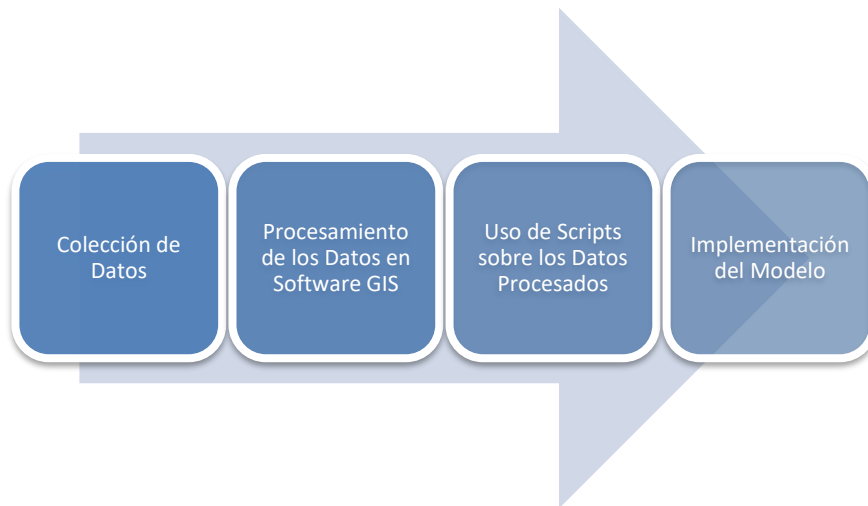 Colección de
Datos
Procesamiento
de los Datos en
Software GIS
Uso de Scripts
sobre los Datos
Procesados
Implementación
del Modelo